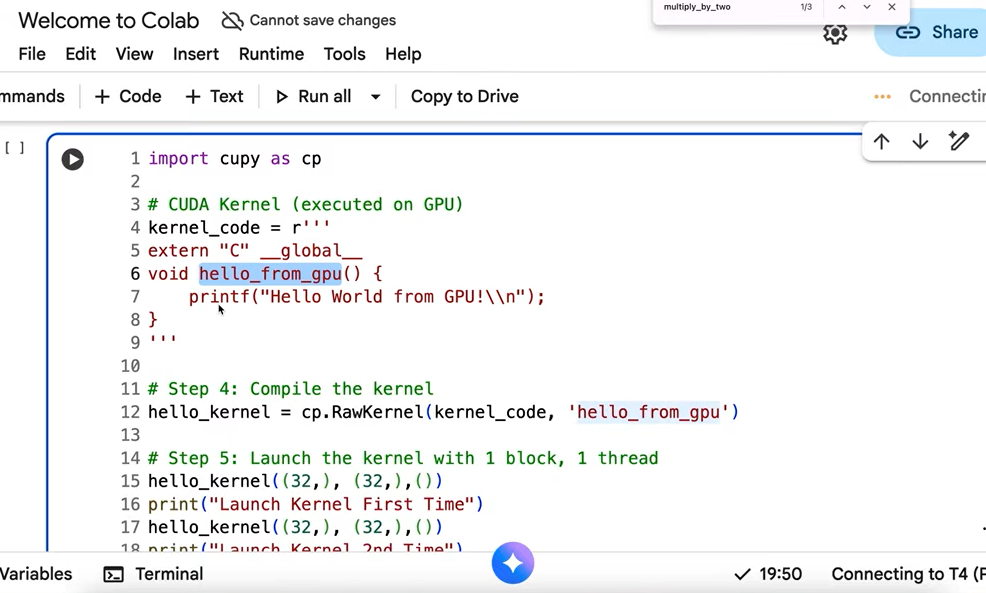 Welcome to Colab
Cannot save changes
multiply_by_two 1/3
File Edit View Insert Runtime Tools Help
Share
mmands + Code + Text Run all Copy to Drive
Connectin
[ ]
1 import cupy as cp
2
3 # CUDA Kernel (executed on GPU)
4 kernel_code = r'''
5 extern "C" __global__
6 void hello_from_gpu() {
7     printf("Hello World from GPU!\\n");
8 }
9 '''
10
11 # Step 4: Compile the kernel
12 hello_kernel = cp.RawKernel(kernel_code, 'hello_from_gpu')
13
14 # Step 5: Launch the kernel with 1 block, 1 thread
15 hello_kernel((32,), (32,),())
16 print("Launch Kernel First Time")
17 hello_kernel((32,), (32,),())
18 print("Launch Kernel 2nd Time")
Variables Terminal
19:50 Connecting to T4 (P